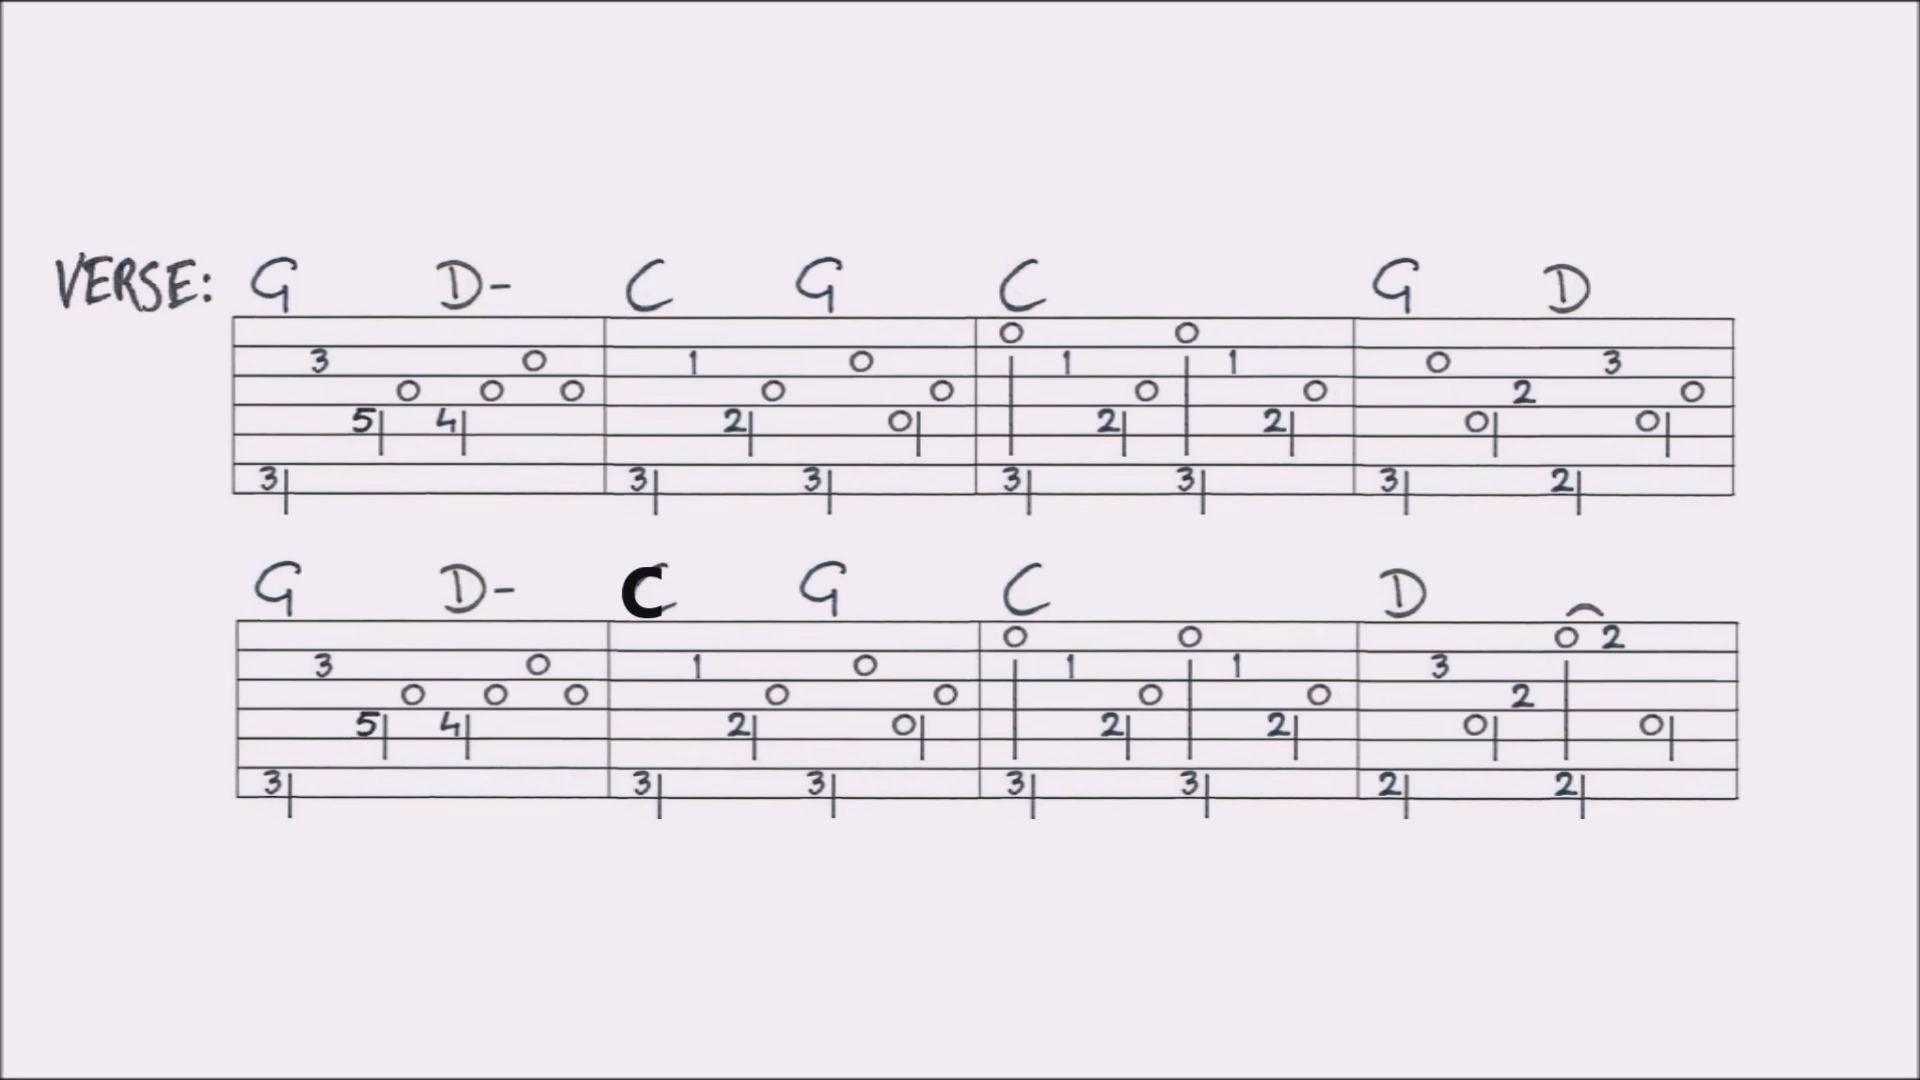 VERSE: G D- C G C G D
0 0
3 0 1 0 1 1 0 3
0 0 0 0 0 0 0 2 0
5 4 2 0 2 2 0 0
3 3 3 3 3 3 2
G D- C G C D
0 0 0 2
3 0 1 0 1 1 3
0 0 0 0 0 0 0 2
5 4 2 0 2 2 0 0
3 3 3 3 3 2 2